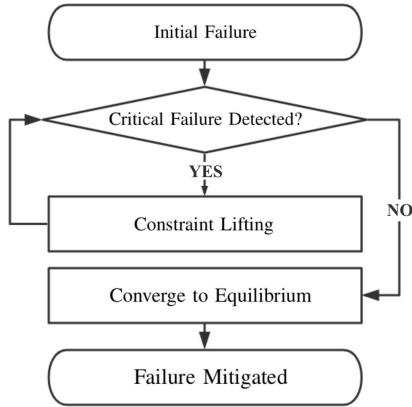 Initial Failure
Critical Failure Detected?
YES
NO
Constraint Lifting
Converge to Equilibrium
Failure Mitigated